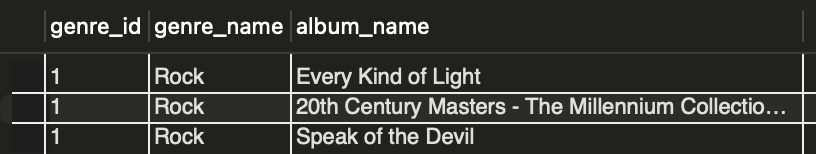 genre_id genre_name album_name
1 Rock Every Kind of Light
1 Rock 20th Century Masters - The Millennium Collectio…
1 Rock Speak of the Devil